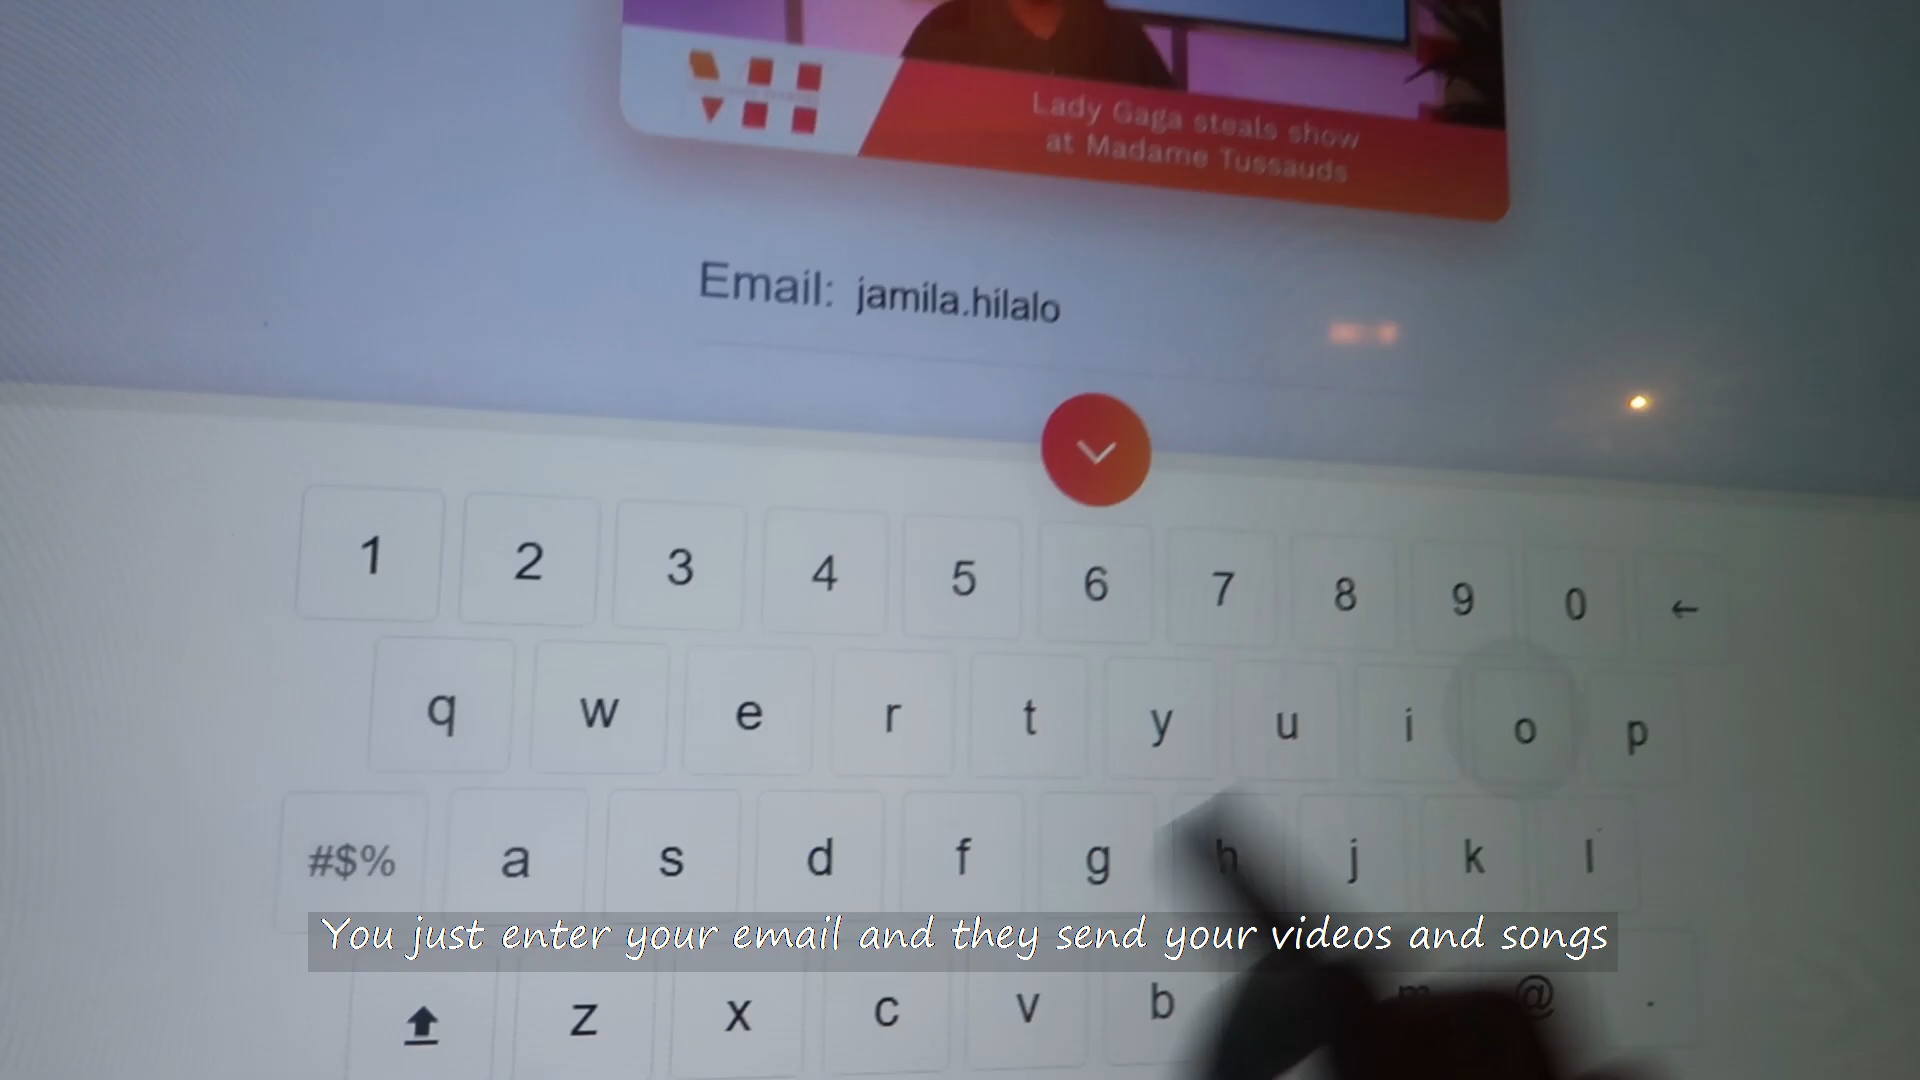 Lady Gaga steals show
at Madame Tussauds
Email: jamila.hilalo
1 2 3 4 5 6 7 8 9 0 ←
q w e r t y u i o p
#$% a s d f g h j k l
You just enter your email and they send your videos and songs
z x c v b m @ .